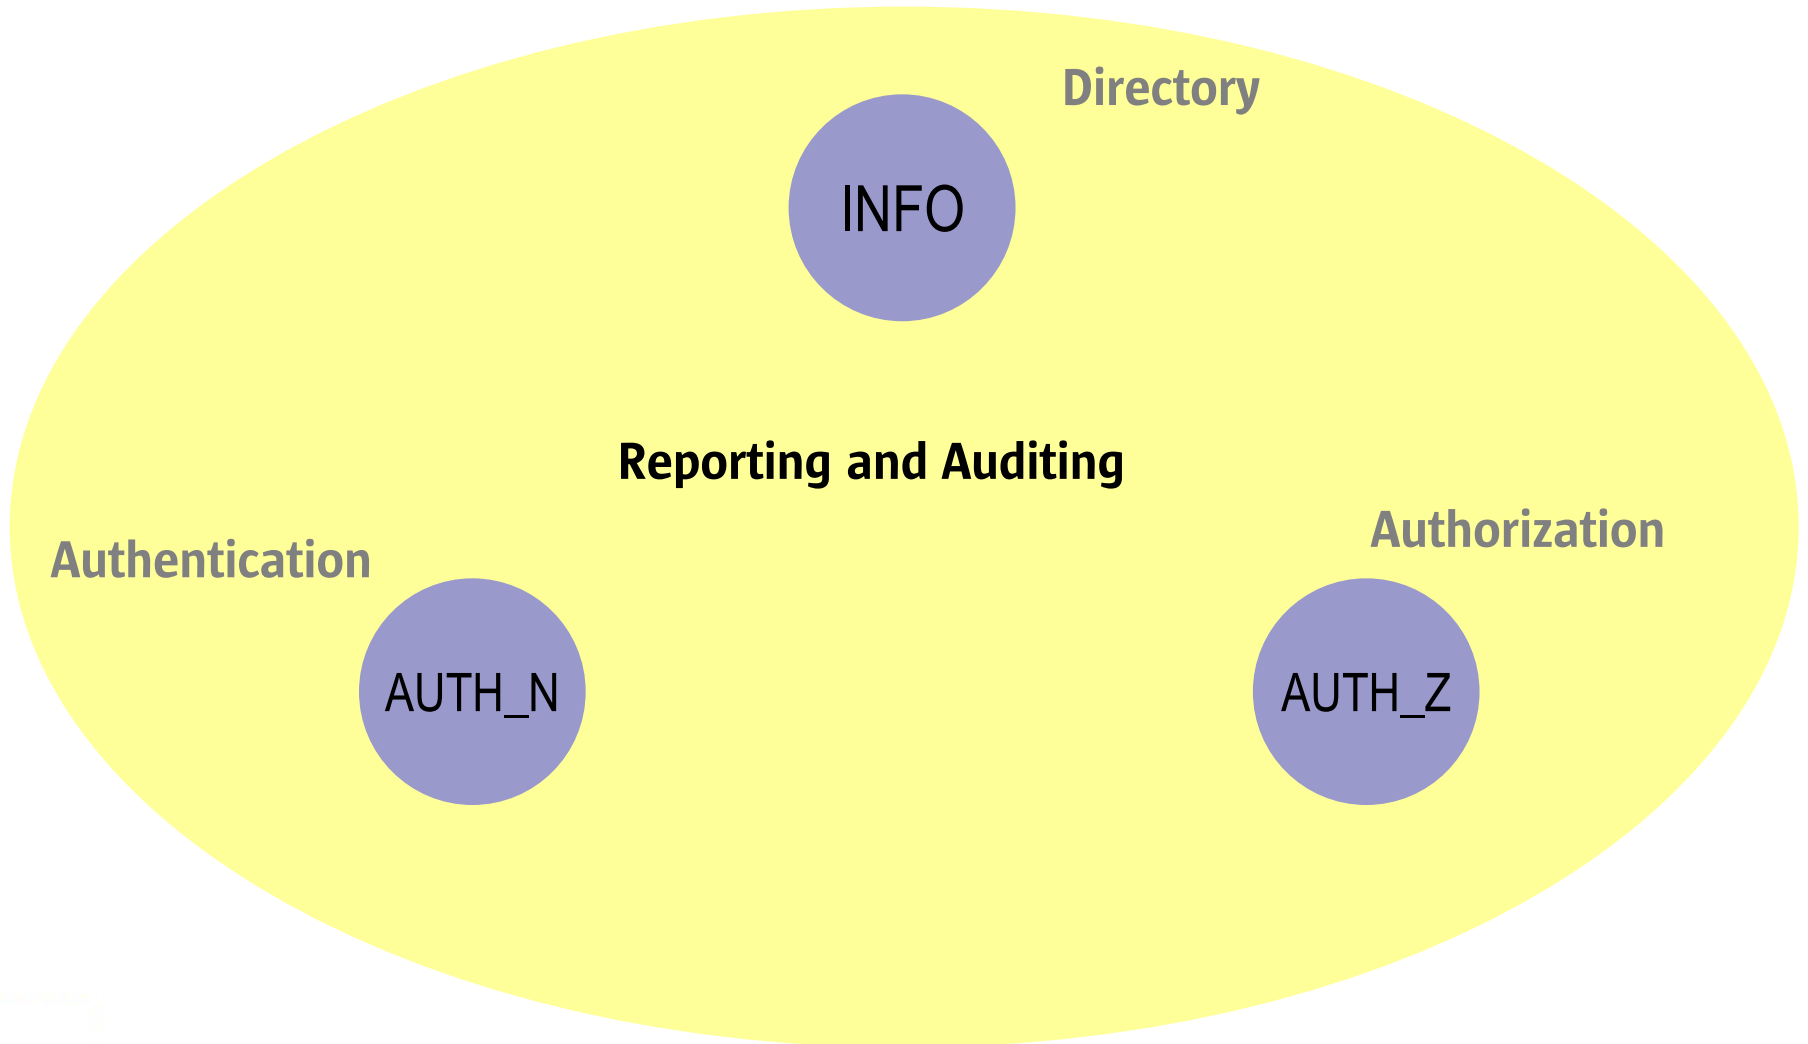 Directory
INFO
Reporting and Auditing
Authorization
Authentication
AUTH_N
AUTH_Z